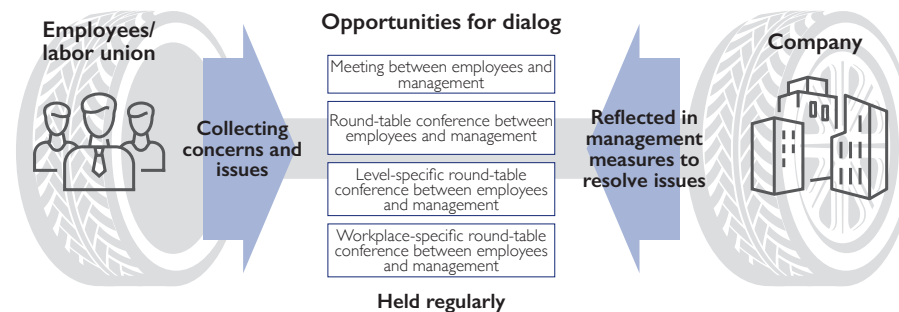 Employees/
labor union
Collecting
concerns and
issues
Opportunities for dialog
Meeting between employees and
management
Round-table conference between
employees and management
Level-specific round-table
conference between employees
and management
Workplace-specific round-table
conference between employees
and management
Held regularly
Reflected in
management
measures to
resolve issues
Company